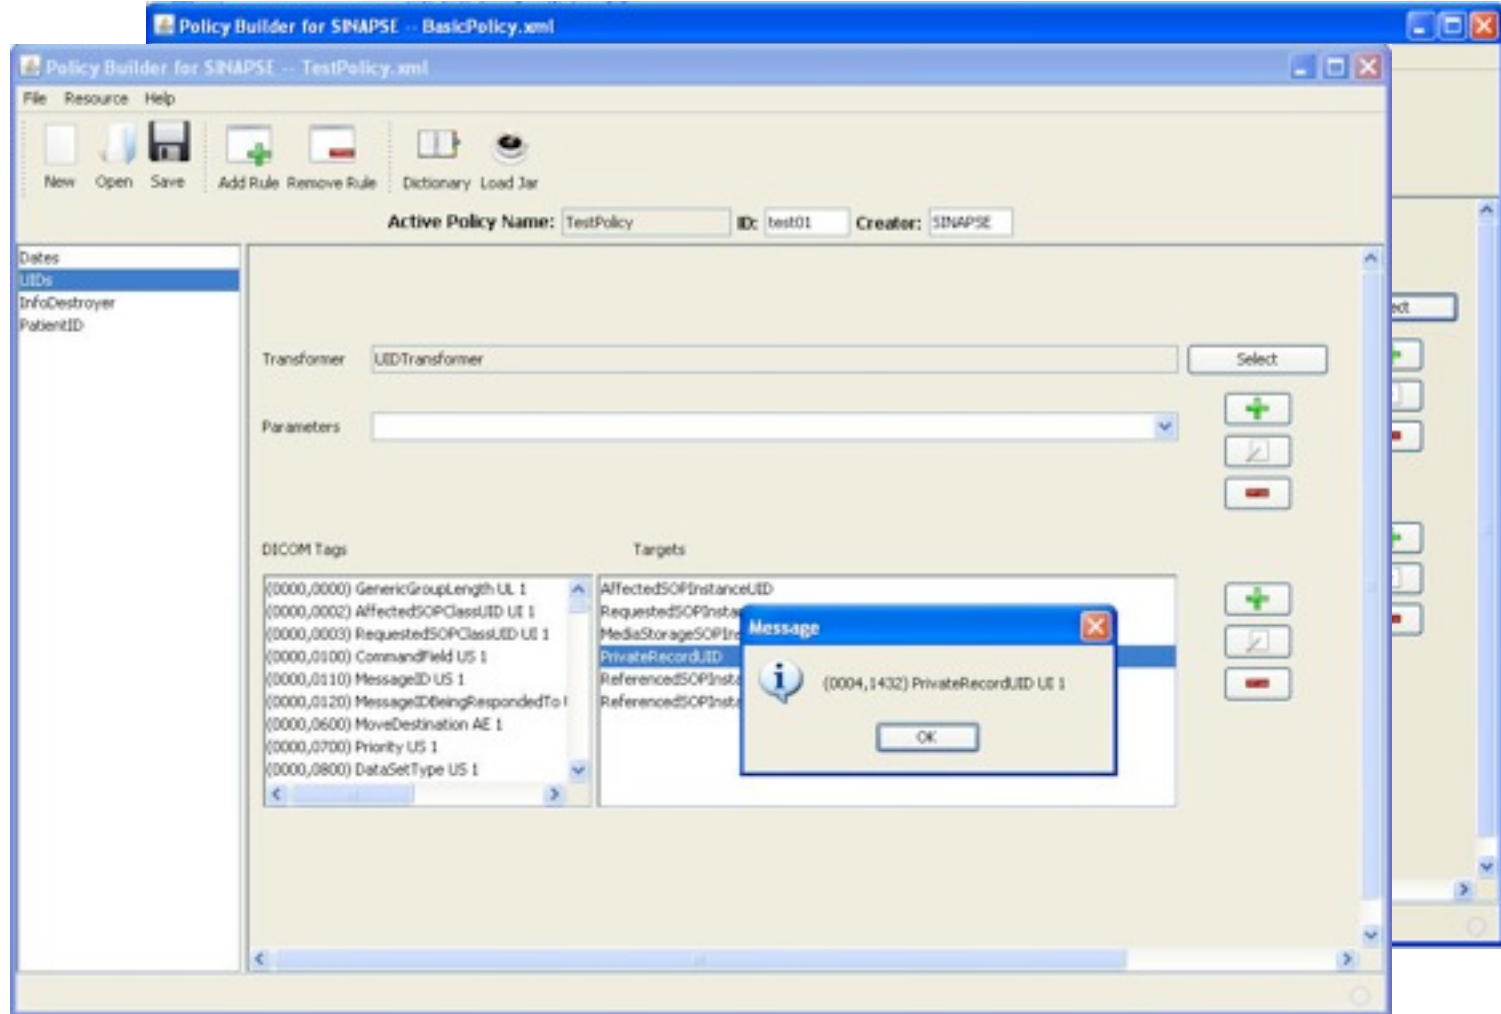 Policy Builder for SINAPSE -- BasicPolicy.xml
Policy Builder for SINAPSE -- TestPolicy.xml
File Resource Help
New Open Save Add Rule Remove Rule Dictionary Load Jar
Active Policy Name: TestPolicy ID: test01 Creator: SINAPSE
Dates
UIDs
InfoDestroyer
PatientID
ect
Transformer UIDTransformer Select
Parameters
DICOM Tags Targets
(0000,0000) GenericGroupLength UL 1
(0000,0002) AffectedSOPClassUID UI 1
(0000,0003) RequestedSOPClassUID UI 1
(0000,0100) CommandField US 1
(0000,0110) MessageID US 1
(0000,0120) MessageIDBeingRespondedTo
(0000,0600) MoveDestination AE 1
(0000,0700) Priority US 1
(0000,0800) DataSetType US 1
AffectedSOPInstanceUID
RequestedSOPInsta
MediaStorageSOPIns
PrivateRecordUID
ReferencedSOPInsta
ReferencedSOPInsta
Message
(0004,1432) PrivateRecordUID UI 1
OK